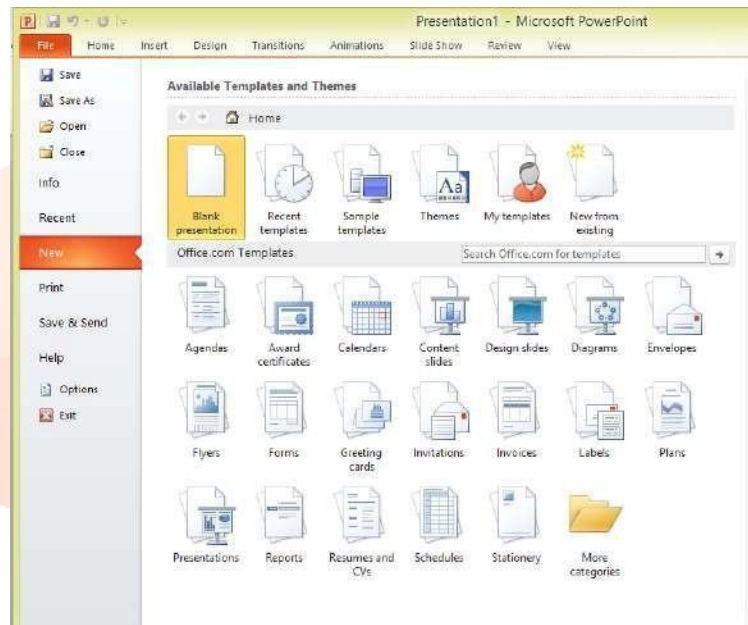 Presentation1 - Microsoft PowerPoint
File Home Insert Design Transitions Animations Slide Show Review View
Save
Save As
Open
Close
Info
Recent
New
Print
Save & Send
Help
Options
Exit
Available Templates and Themes
Home
Blank presentation
Recent templates
Sample templates
Themes
My templates
New from existing
Office.com Templates
Search Office.com for templates
Agendas
Award certificates
Calendars
Content slides
Design slides
Diagrams
Envelopes
Flyers
Forms
Greeting cards
Invitations
Invoices
Labels
Plans
Presentations
Reports
Resumes and CVs
Schedules
Stationery
More categories